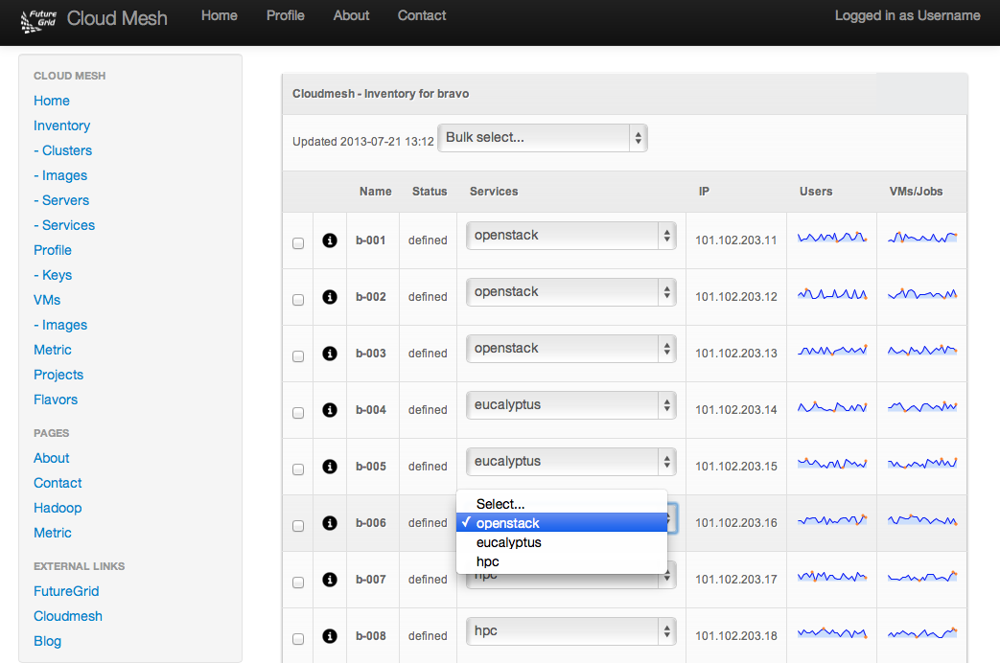 Future Grid Cloud Mesh Home Profile About Contact Logged in as Username
CLOUD MESH
Home
Inventory
- Clusters
- Images
- Servers
- Services
Profile
- Keys
VMs
- Images
Metric
Projects
Flavors
PAGES
About
Contact
Hadoop
Metric
EXTERNAL LINKS
FutureGrid
Cloudmesh
Blog
Cloudmesh - Inventory for bravo
Updated 2013-07-21 13:12 Bulk select...
Name Status Services IP Users VMs/Jobs
b-001 defined openstack 101.102.203.11
b-002 defined openstack 101.102.203.12
b-003 defined openstack 101.102.203.13
b-004 defined eucalyptus 101.102.203.14
b-005 defined eucalyptus 101.102.203.15
Select...
b-006 defined ✓ openstack 101.102.203.16
eucalyptus
hpc
b-007 defined hpc 101.102.203.17
b-008 defined hpc 101.102.203.18